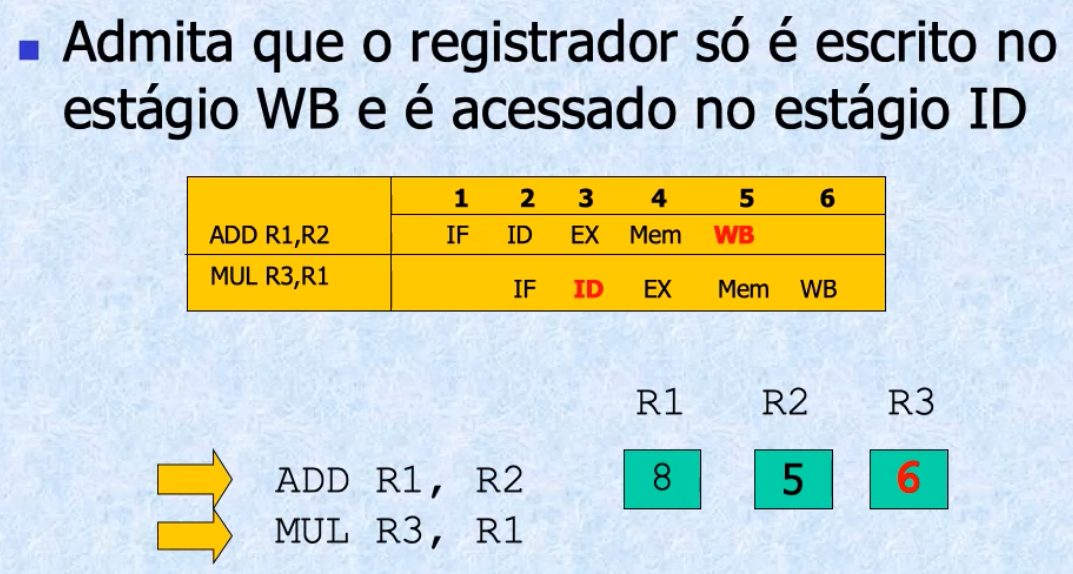 Admita que o registrador só é escrito no
estágio WB e é acessado no estágio ID
1 2 3 4 5 6
ADD R1,R2 IF ID EX Mem WB
MUL R3,R1 IF ID EX Mem WB
R1 R2 R3
ADD R1, R2 8 5 6
MUL R3, R1